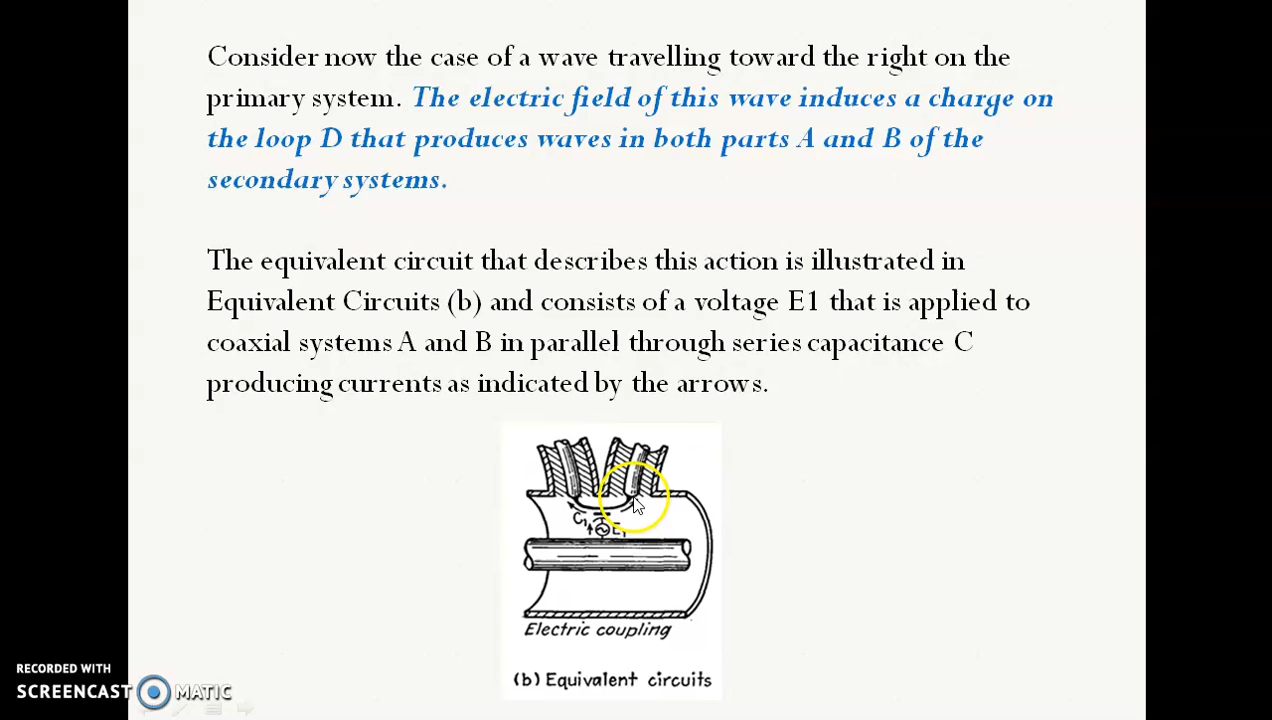 Consider now the case of a wave travelling toward the right on the
primary system. The electric field of this wave induces a charge on
the loop D that produces waves in both parts A and B of the
secondary systems.
The equivalent circuit that describes this action is illustrated in
Equivalent Circuits (b) and consists of a voltage E1 that is applied to
coaxial systems A and B in parallel through series capacitance C
producing currents as indicated by the arrows.
C₁
E₁
Electric coupling
(b) Equivalent circuits
RECORDED WITH
SCREENCAST MATIC